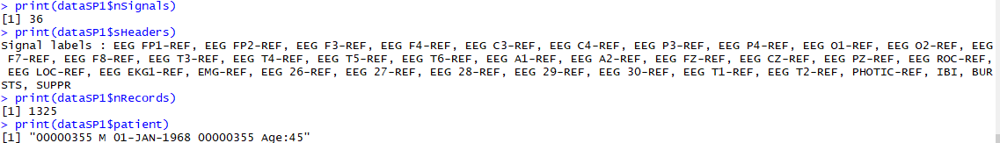 > print(dataSP1$nSignals)
[1] 36
> print(dataSP1$sHeaders)
Signal labels : EEG FP1-REF, EEG FP2-REF, EEG F3-REF, EEG F4-REF, EEG C3-REF, EEG C4-REF, EEG P3-REF, EEG P4-REF, EEG O1-REF, EEG O2-REF, EEG
 F7-REF, EEG F8-REF, EEG T3-REF, EEG T4-REF, EEG T5-REF, EEG T6-REF, EEG A1-REF, EEG A2-REF, EEG FZ-REF, EEG CZ-REF, EEG PZ-REF, EEG ROC-REF,
 EEG LOC-REF, EEG EKG1-REF, EMG-REF, EEG 26-REF, EEG 27-REF, EEG 28-REF, EEG 29-REF, EEG 30-REF, EEG T1-REF, EEG T2-REF, PHOTIC-REF, IBI, BUR
STS, SUPPR
> print(dataSP1$nRecords)
[1] 1325
> print(dataSP1$patient)
[1] "00000355 M 01-JAN-1968 00000355 Age:45"